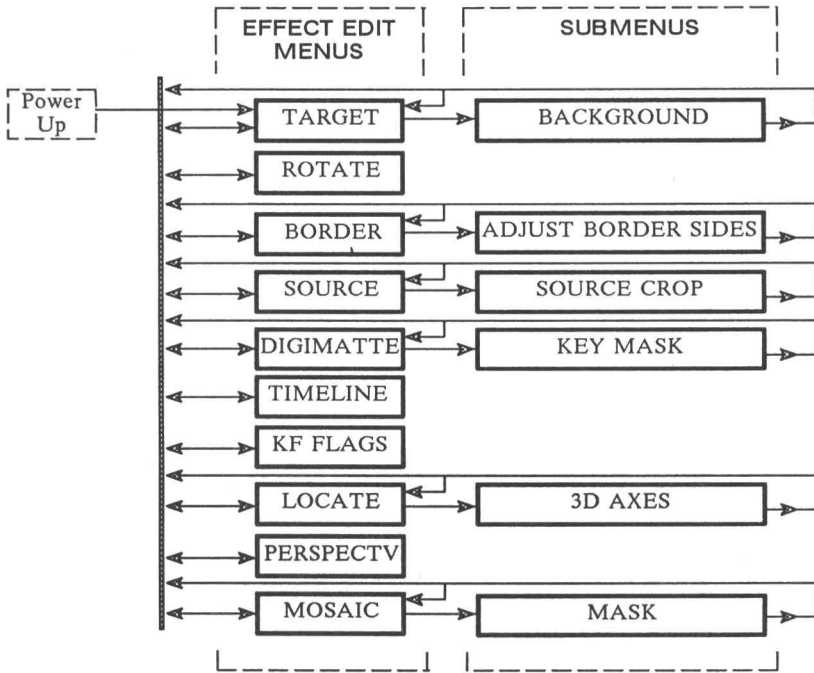 EFFECT EDIT
MENUS
SUBMENUS
Power
Up
TARGET
BACKGROUND
ROTATE
BORDER
ADJUST BORDER SIDES
SOURCE
SOURCE CROP
DIGIMATTE
KEY MASK
TIMELINE
KF FLAGS
LOCATE
3D AXES
PERSPECTV
MOSAIC
MASK